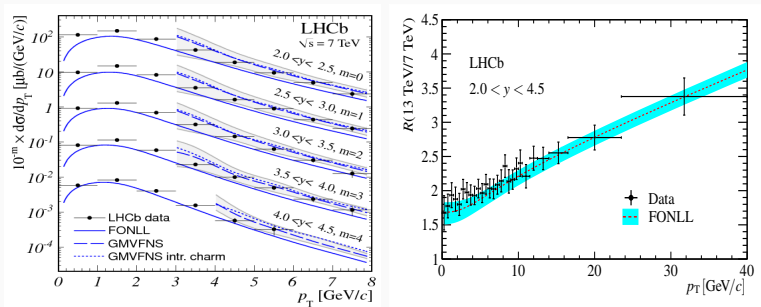 LHCb
√s = 7 TeV
10⁻ᵐ × dσ/dp_T [μb/(GeV/c)]
10²
10
1
10⁻¹
10⁻²
10⁻³
10⁻⁴
2.0 <y< 2.5, m=0
2.5 <y< 3.0, m=1
3.0 <y< 3.5, m=2
3.5 <y< 4.0, m=3
4.0 <y< 4.5, m=4
LHCb data
FONLL
GMVFNS
GMVFNS intr. charm
0 1 2 3 4 5 6 7 8
p_T [GeV/c]
R(13 TeV/7 TeV)
4.5
4
3.5
3
2.5
2
1.5
1
LHCb
2.0 < y < 4.5
Data
FONLL
0 10 20 30 40
p_T [GeV/c]